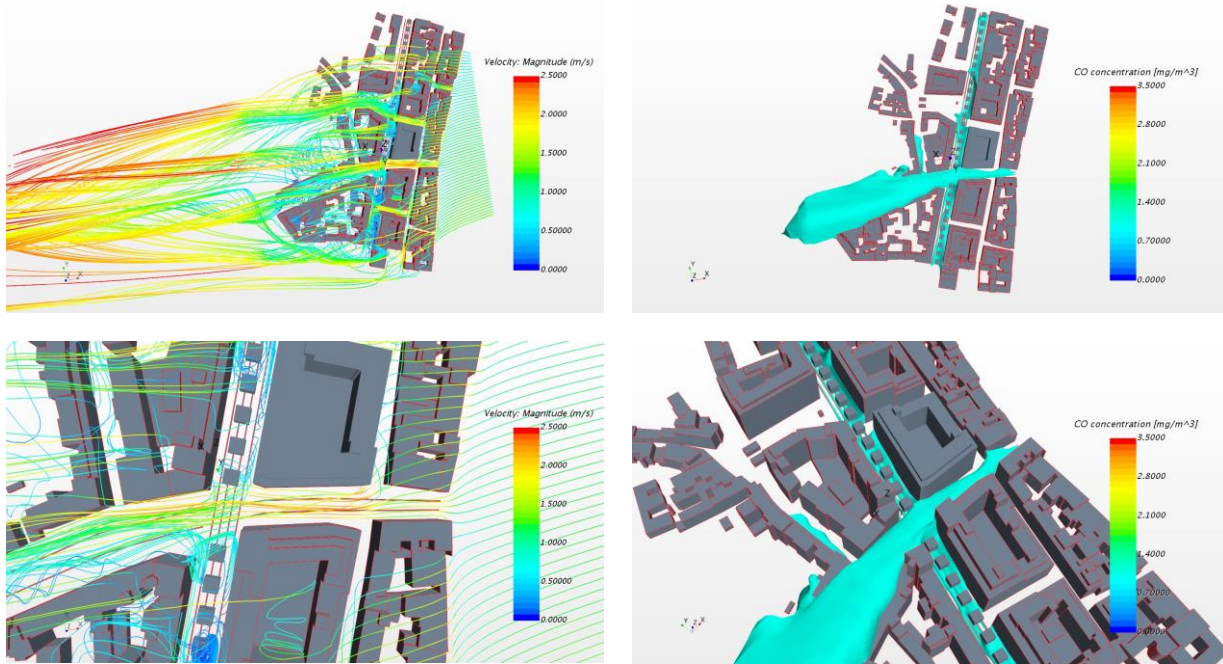 Velocity: Magnitude (m/s)
2.5000
2.0000
1.5000
1.0000
0.50000
0.0000
X
Z
Y
Z X
CO concentration [mg/m^3]
3.5000
2.8000
2.1000
1.4000
0.70000
0.0000
X
Z
Y
Z X
Velocity: Magnitude (m/s)
2.5000
2.0000
1.5000
1.0000
0.50000
0.0000
Z X
CO concentration [mg/m^3]
3.5000
2.8000
2.1000
1.4000
0.70000
0.0000
Z
Y Z X